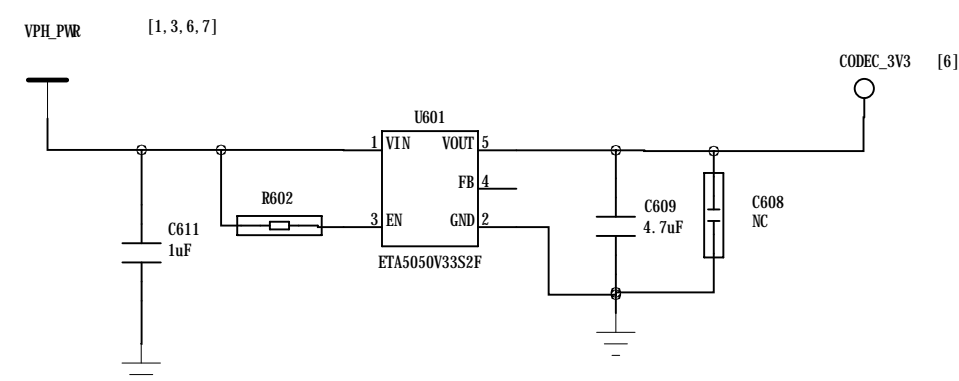 VPH_PWR [1,3,6,7]
CODEC_3V3 [6]
U601
1 VIN VOUT 5
FB 4
R602
3 EN GND 2
C611
1uF
ETA5050V33S2F
C609
4.7uF
C608
NC